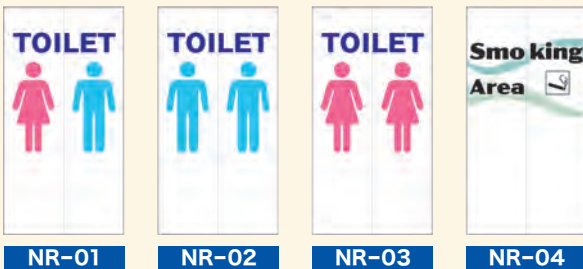 TOILET
TOILET
TOILET
Smo king
Area
NR-01
NR-02
NR-03
NR-04